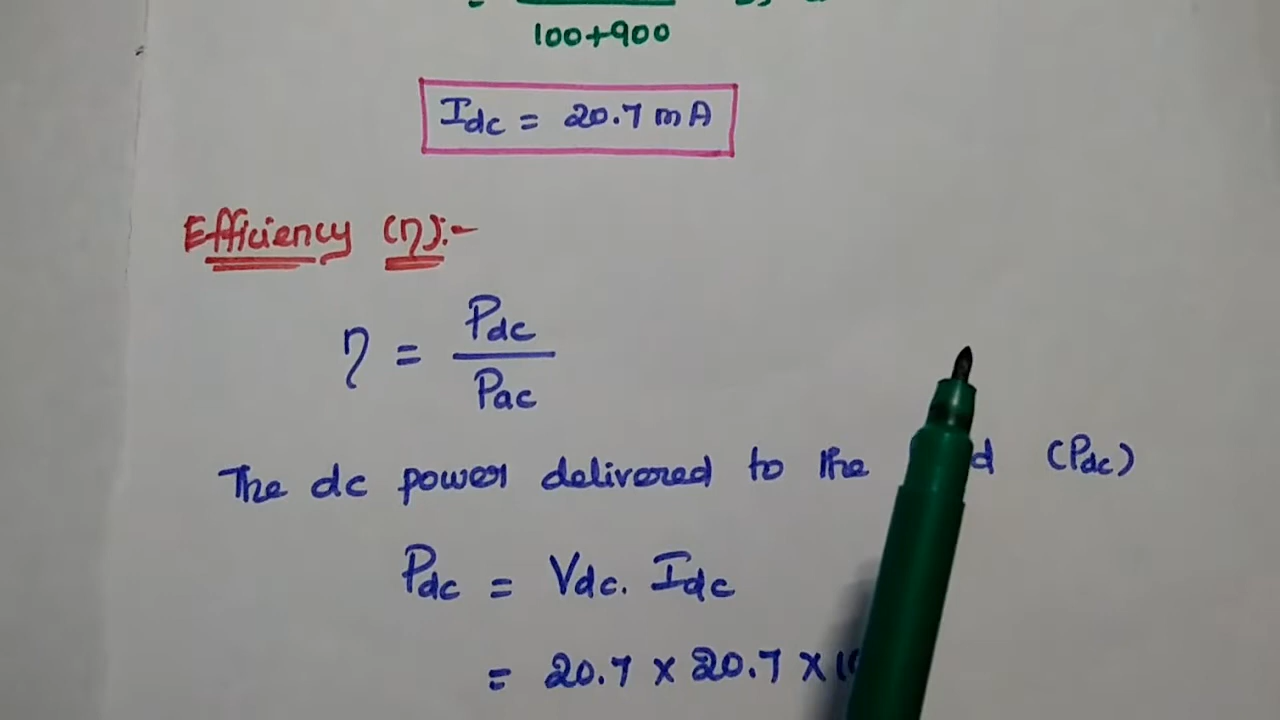 =
100+900
Idc = 20.7 mA
Efficiency (η):-
η = Pdc
Pac
The dc power delivered to the (Pdc)
Pdc = Vdc. Idc
= 20.7 x 20.7 x